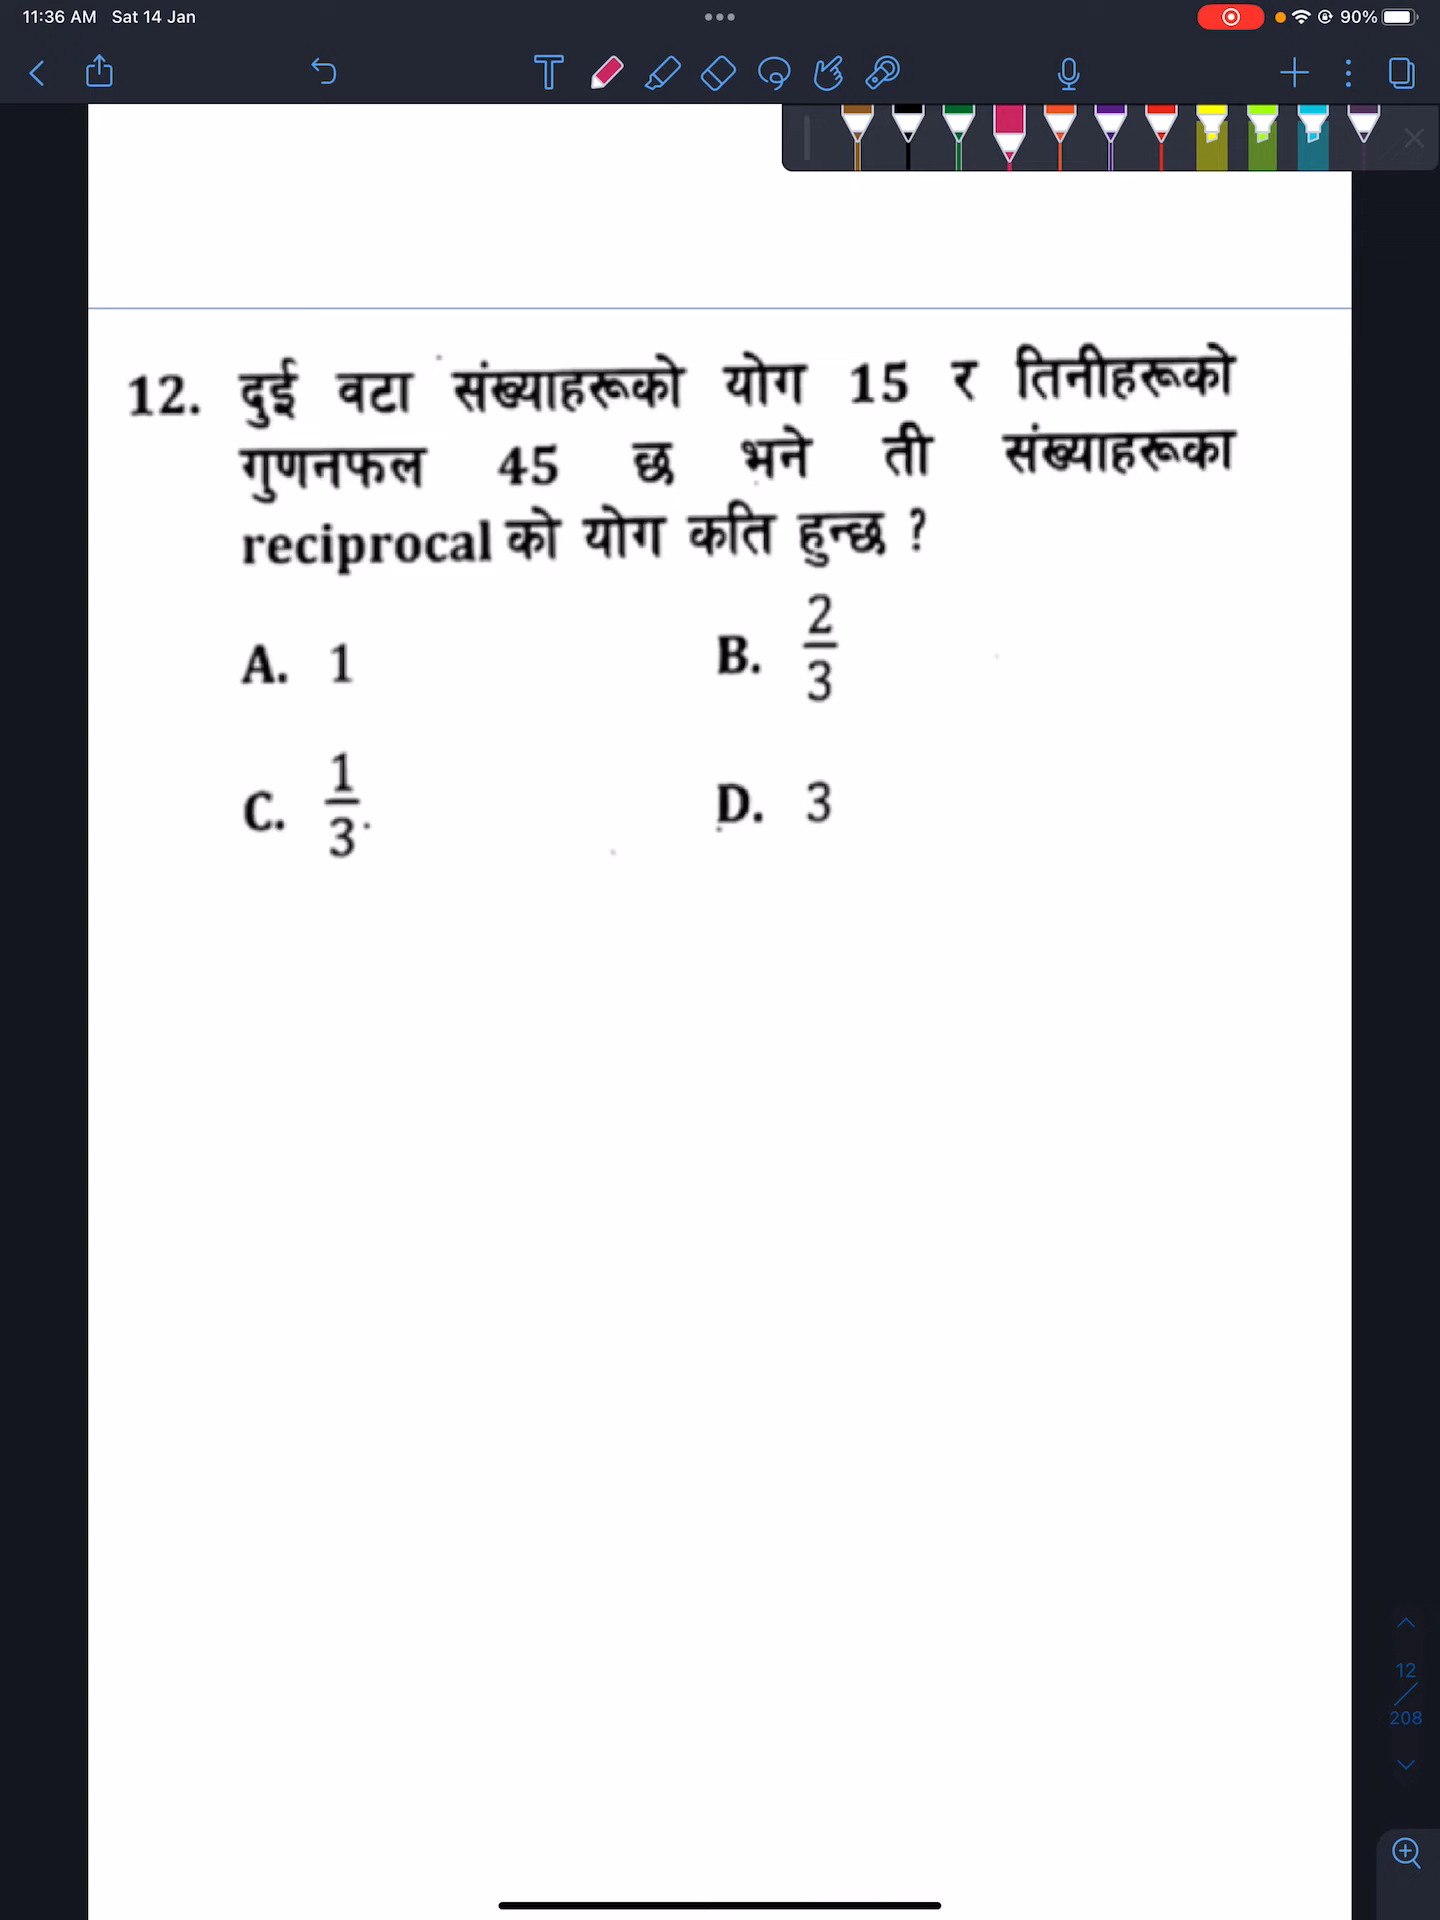 11:36 AM Sat 14 Jan
90%
12. दुई वटा संख्याहरूको योग 15 र तिनीहरूको
गुणनफल 45 छ भने ती संख्याहरूका
reciprocal को योग कति हुन्छ ?
A. 1 B. 2/3
C. 1/3 D. 3
12
208